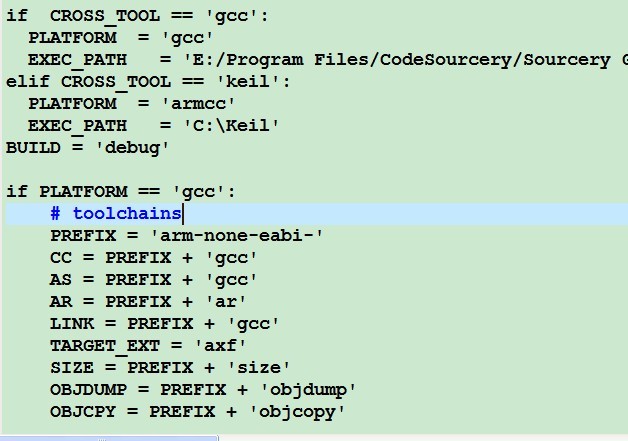 if  CROSS_TOOL == 'gcc':
  PLATFORM  = 'gcc'
  EXEC_PATH   = 'E:/Program Files/CodeSourcery/Sourcery
elif CROSS_TOOL == 'keil':
  PLATFORM  = 'armcc'
  EXEC_PATH   = 'C:\Keil'
BUILD = 'debug'

if PLATFORM == 'gcc':
    # toolchains
    PREFIX = 'arm-none-eabi-'
    CC = PREFIX + 'gcc'
    AS = PREFIX + 'gcc'
    AR = PREFIX + 'ar'
    LINK = PREFIX + 'gcc'
    TARGET_EXT = 'axf'
    SIZE = PREFIX + 'size'
    OBJDUMP = PREFIX + 'objdump'
    OBJCPY = PREFIX + 'objcopy'